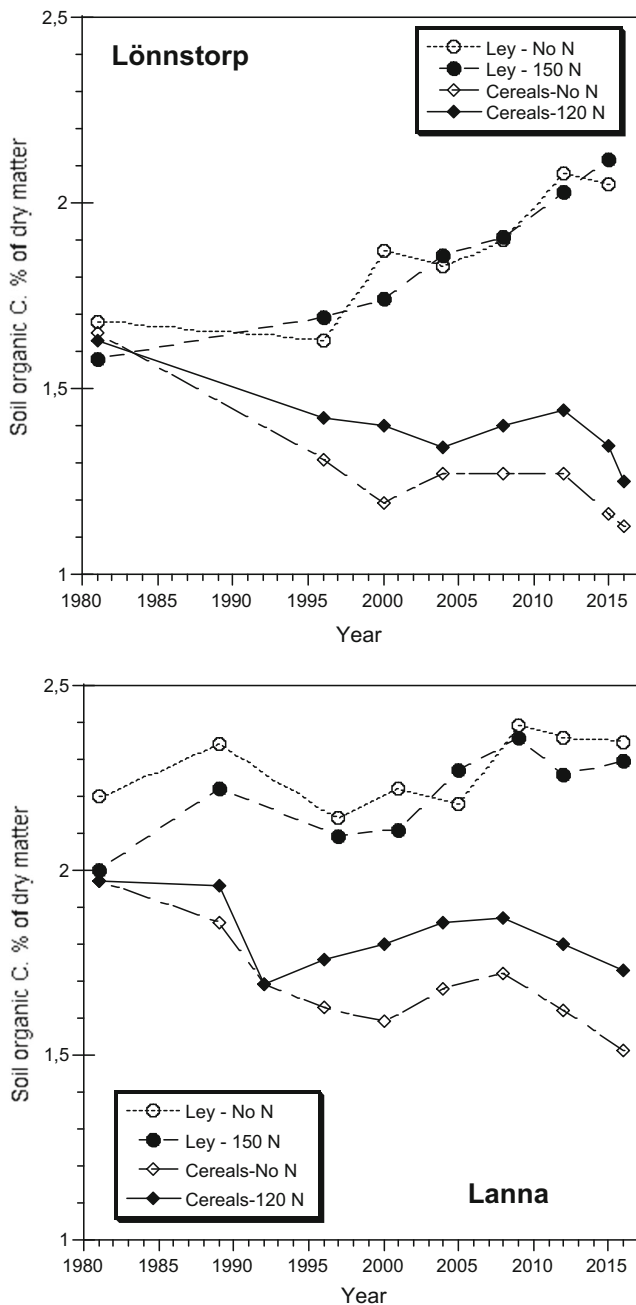 2,5
Lönnstorp
Ley - No N
Ley - 150 N
Cereals-No N
Cereals-120 N
2
1,5
1
Soil organic C. % of dry matter
1980 1985 1990 1995 2000 2005 2010 2015
Year
2,5
2
1,5
1
Soil organic C. % of dry matter
Ley - No N
Ley - 150 N
Cereals-No N
Cereals-120 N
Lanna
1980 1985 1990 1995 2000 2005 2010 2015
Year